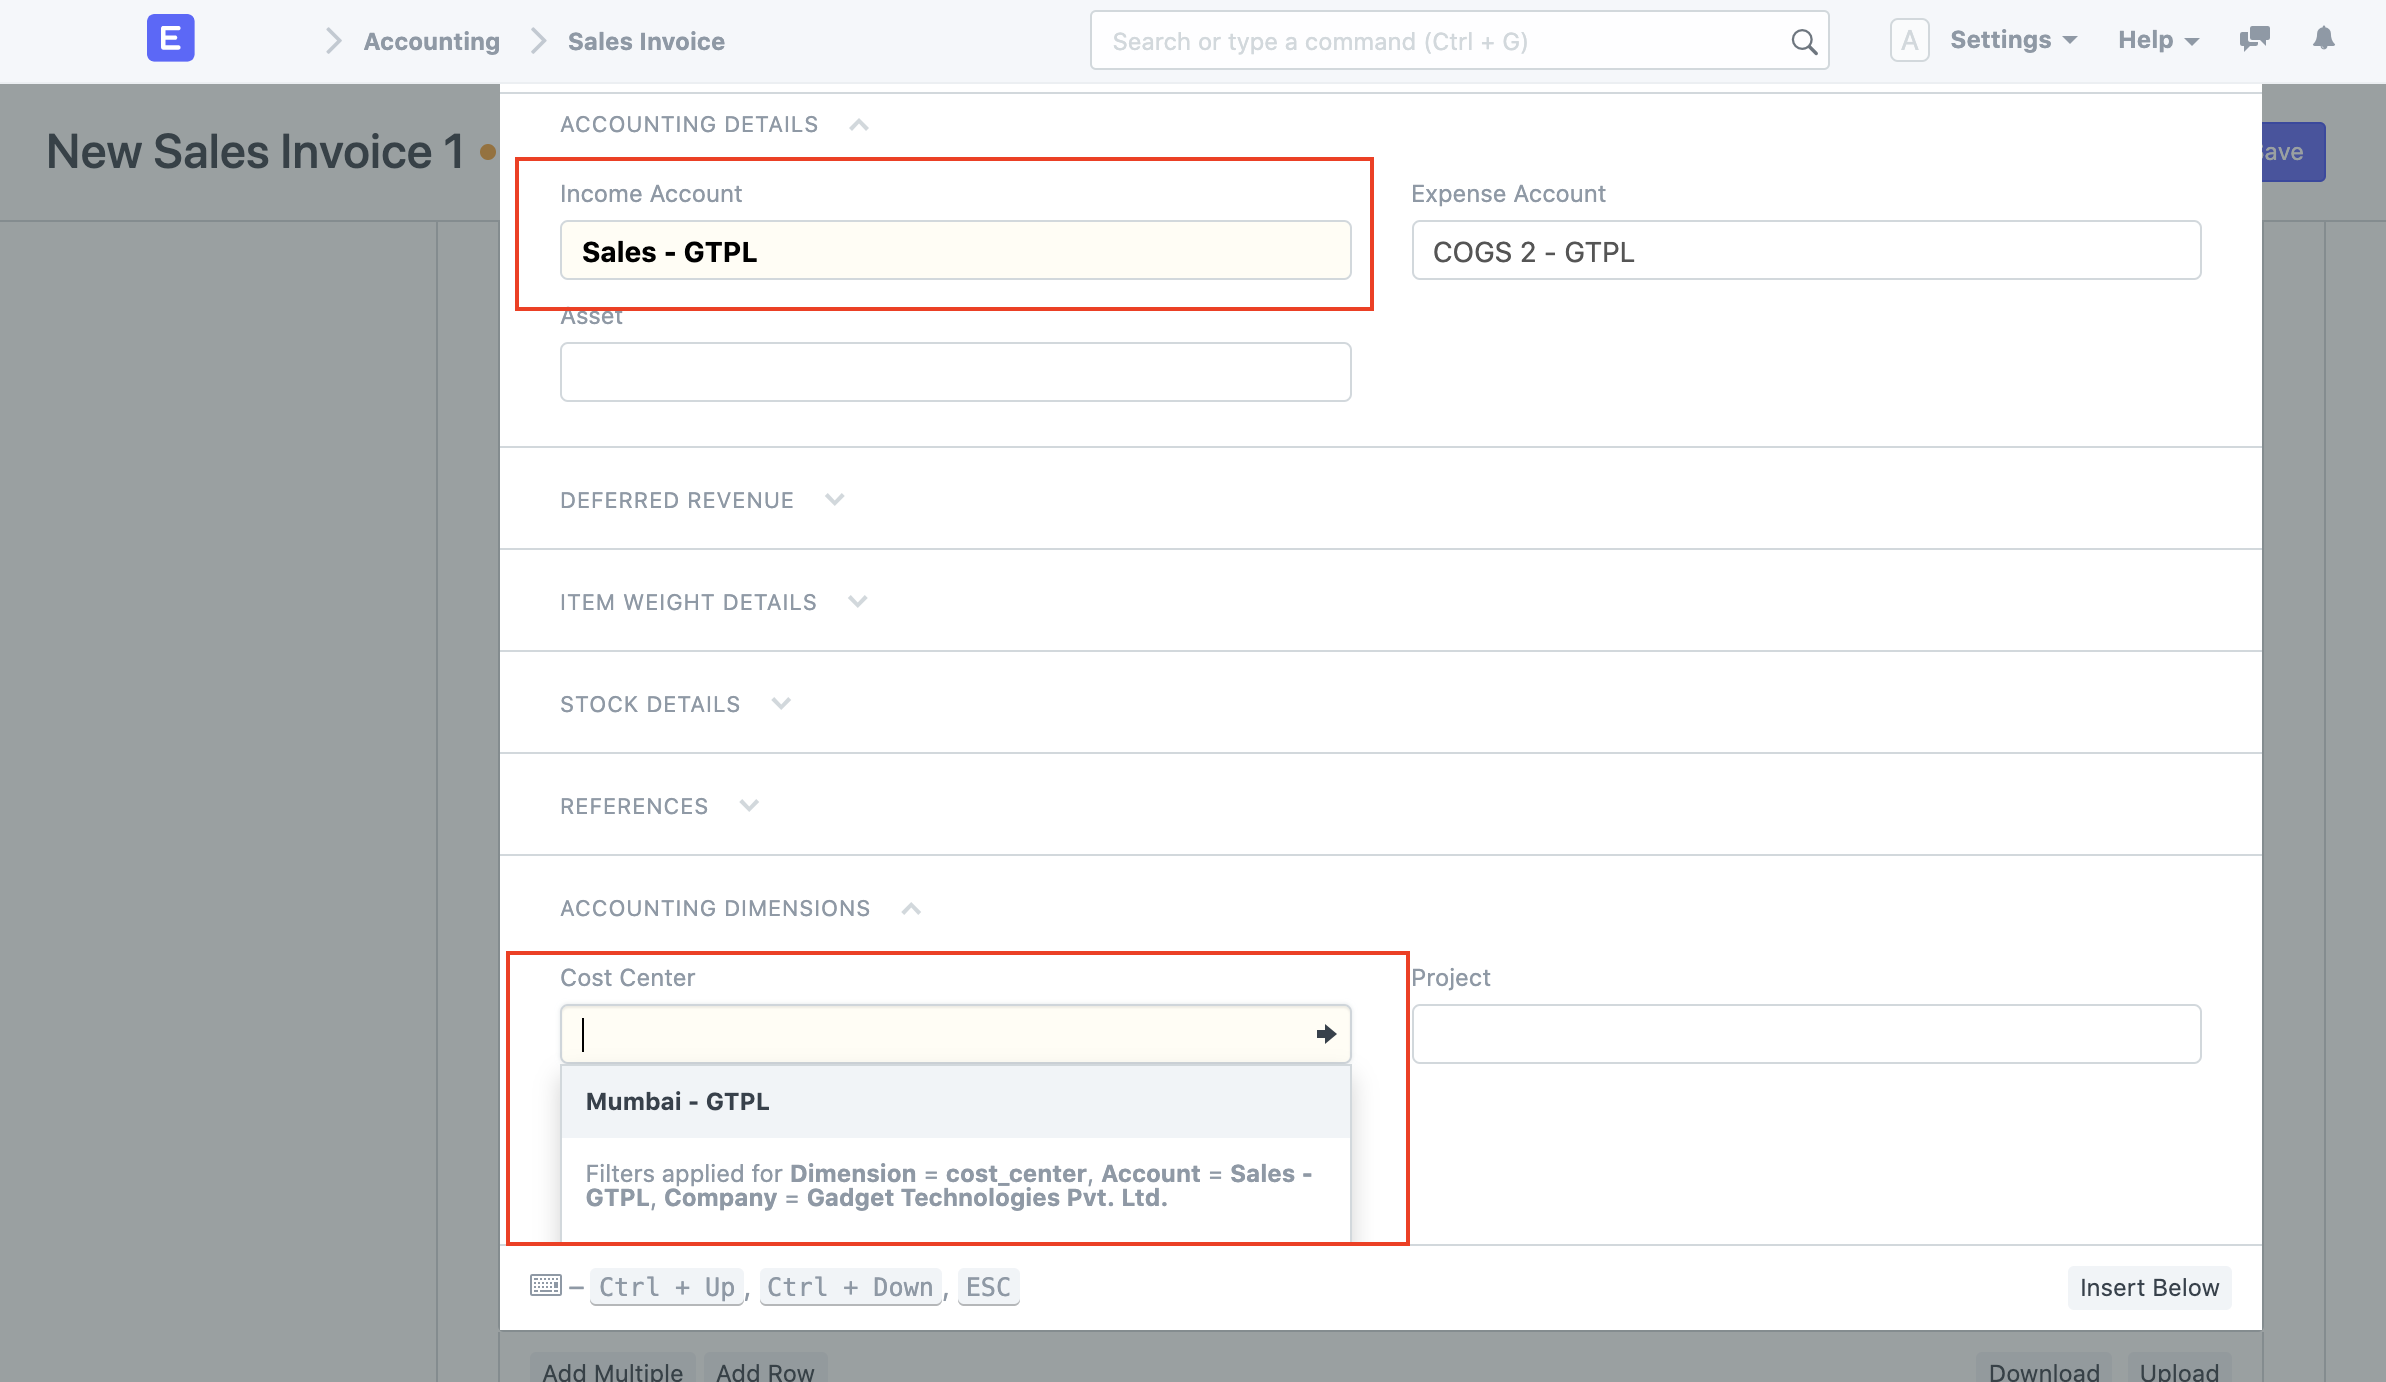 E
Accounting
Sales Invoice
Search or type a command (Ctrl + G)
A
Settings
Help
New Sales Invoice 1
ACCOUNTING DETAILS
Income Account
Expense Account
Sales - GTPL
COGS 2 - GTPL
Asset
DEFERRED REVENUE
ITEM WEIGHT DETAILS
STOCK DETAILS
REFERENCES
ACCOUNTING DIMENSIONS
Cost Center
Project
Mumbai - GTPL
Filters applied for Dimension = cost_center, Account = Sales -
GTPL, Company = Gadget Technologies Pvt. Ltd.
– Ctrl + Up, Ctrl + Down, ESC
Insert Below
Add Multiple
Add Row
Download
Upload